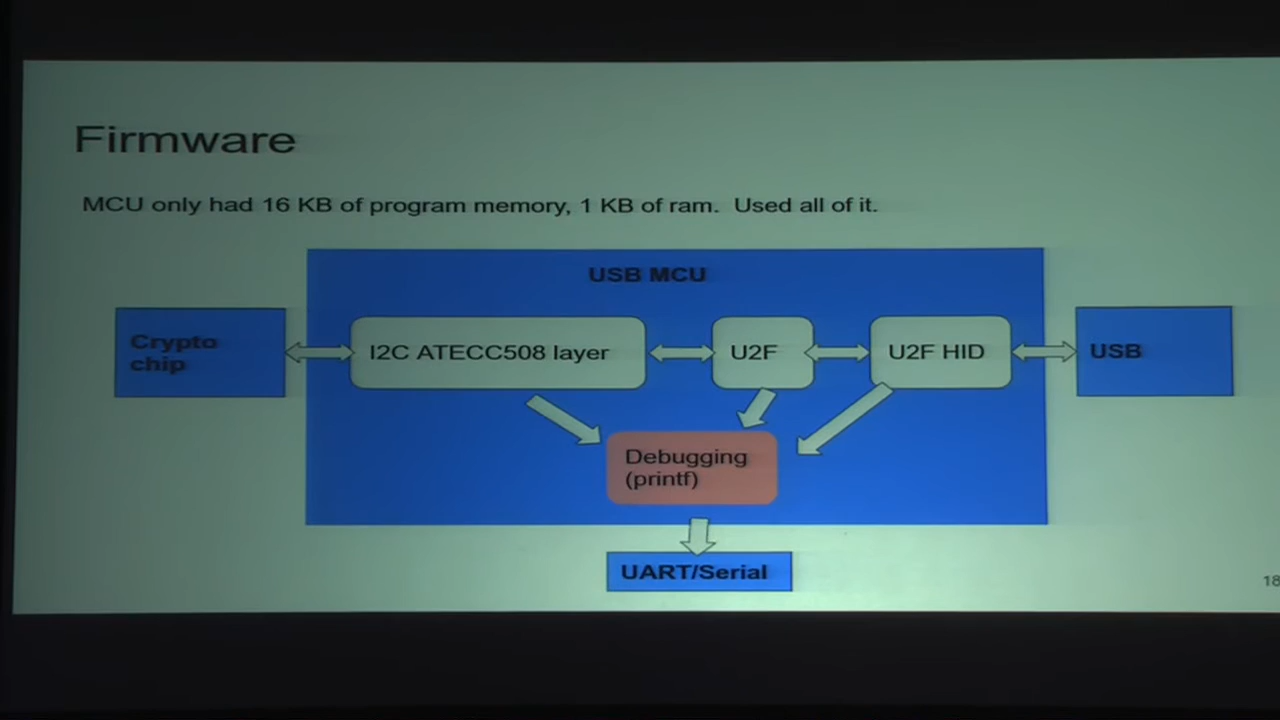 Firmware
MCU only had 16 KB of program memory, 1 KB of ram.  Used all of it.
USB MCU
Crypto
chip
I2C ATECC508 layer
U2F
U2F HID
USB
Debugging
(printf)
UART/Serial
18